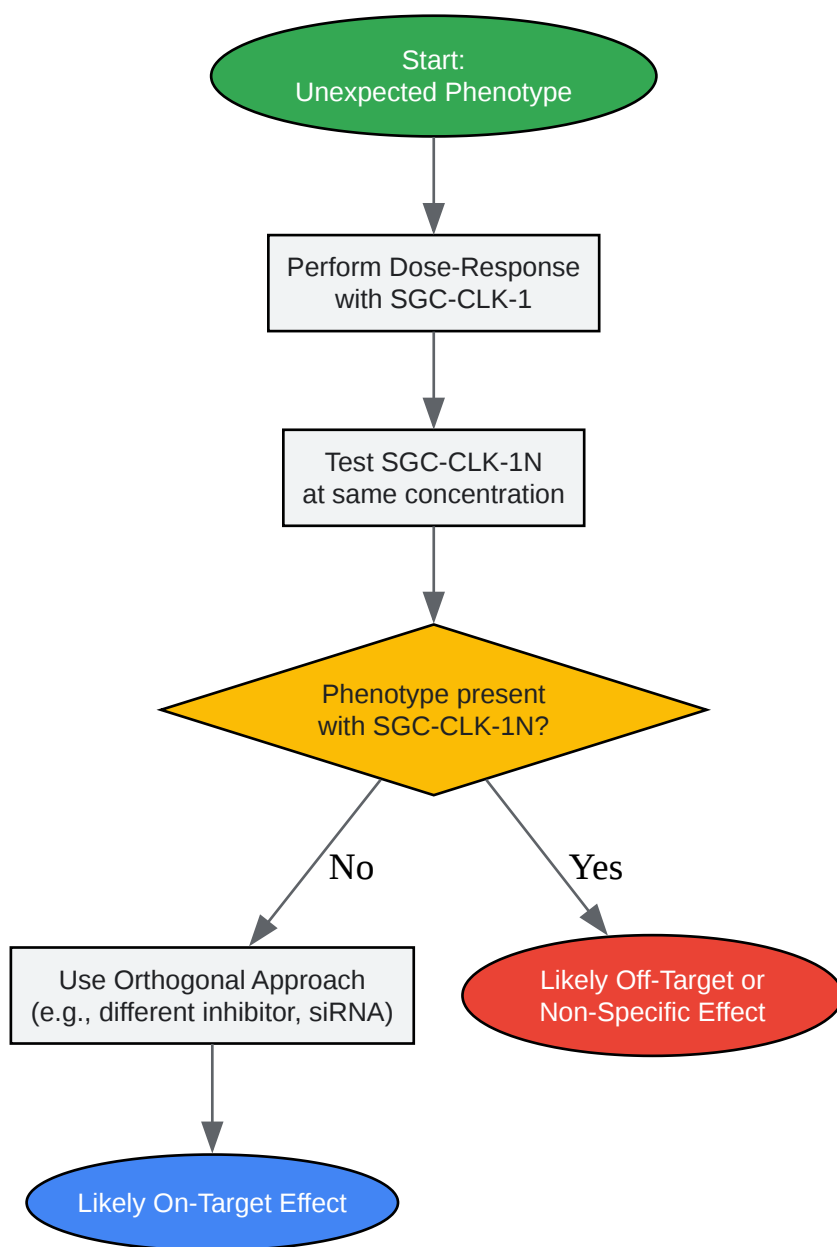 Start:
Unexpected Phenotype
Perform Dose-Response
with SGC-CLK-1
Test SGC-CLK-1N
at same concentration
Phenotype present
with SGC-CLK-1N?
No
Yes
Use Orthogonal Approach
(e.g., different inhibitor, siRNA)
Likely Off-Target or
Non-Specific Effect
Likely On-Target Effect